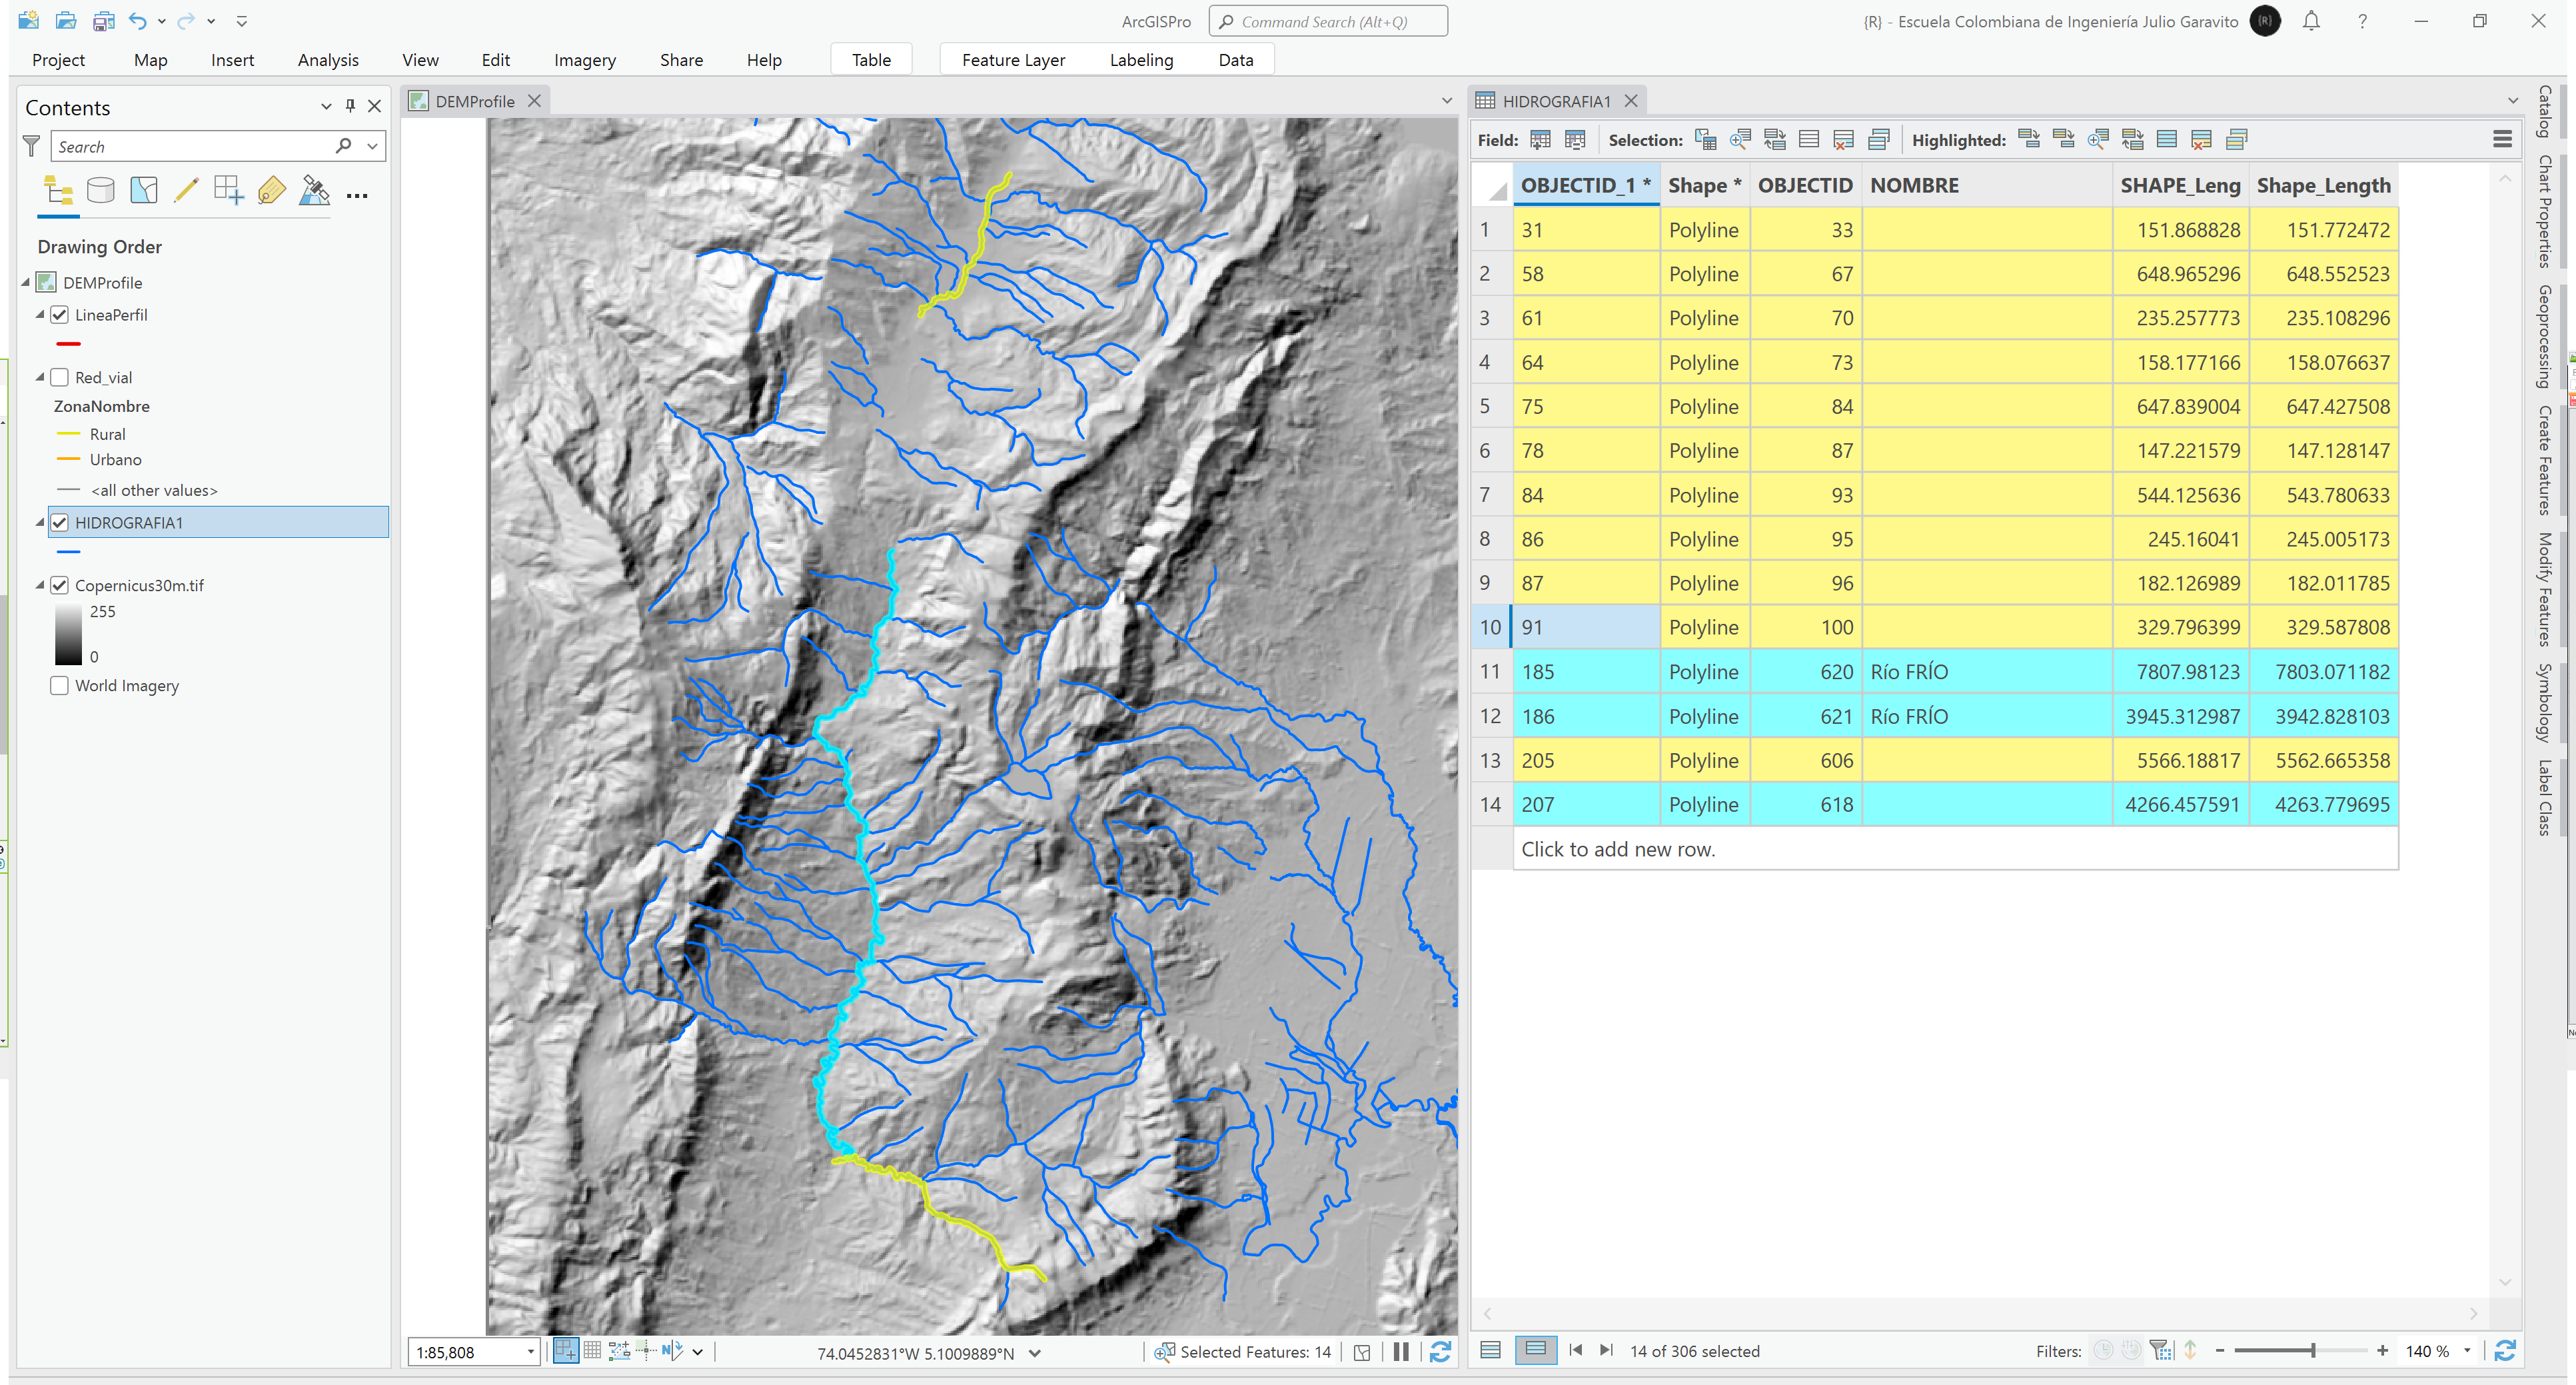 ArcGISPro
Command Search (Alt+Q)
{R} - Escuela Colombiana de Ingeniería Julio Garavito
{R}
?
Project Map Insert Analysis View Edit Imagery Share Help Table Feature Layer Labeling Data
Contents
Search
Drawing Order
DEMProfile
LineaPerfil
Red_vial
ZonaNombre
Rural
Urbano
<all other values>
HIDROGRAFIA1
Copernicus30m.tif
255
0
World Imagery
DEMProfile
1:85,808
N
74.0452831°W 5.1009889°N
Selected Features: 14
HIDROGRAFIA1
Field: Selection: Highlighted:
OBJECTID_1 * Shape * OBJECTID NOMBRE SHAPE_Leng Shape_Length
1 31 Polyline 33 151.868828 151.772472
2 58 Polyline 67 648.965296 648.552523
3 61 Polyline 70 235.257773 235.108296
4 64 Polyline 73 158.177166 158.076637
5 75 Polyline 84 647.839004 647.427508
6 78 Polyline 87 147.221579 147.128147
7 84 Polyline 93 544.125636 543.780633
8 86 Polyline 95 245.16041 245.005173
9 87 Polyline 96 182.126989 182.011785
10 91 Polyline 100 329.796399 329.587808
11 185 Polyline 620 Río FRÍO 7807.98123 7803.071182
12 186 Polyline 621 Río FRÍO 3945.312987 3942.828103
13 205 Polyline 606 5566.18817 5562.665358
14 207 Polyline 618 4266.457591 4263.779695
Click to add new row.
14 of 306 selected
Filters:
140 %
Catalog
Chart Properties
Geoprocessing
Create Features
Modify Features
Symbology
Label Class